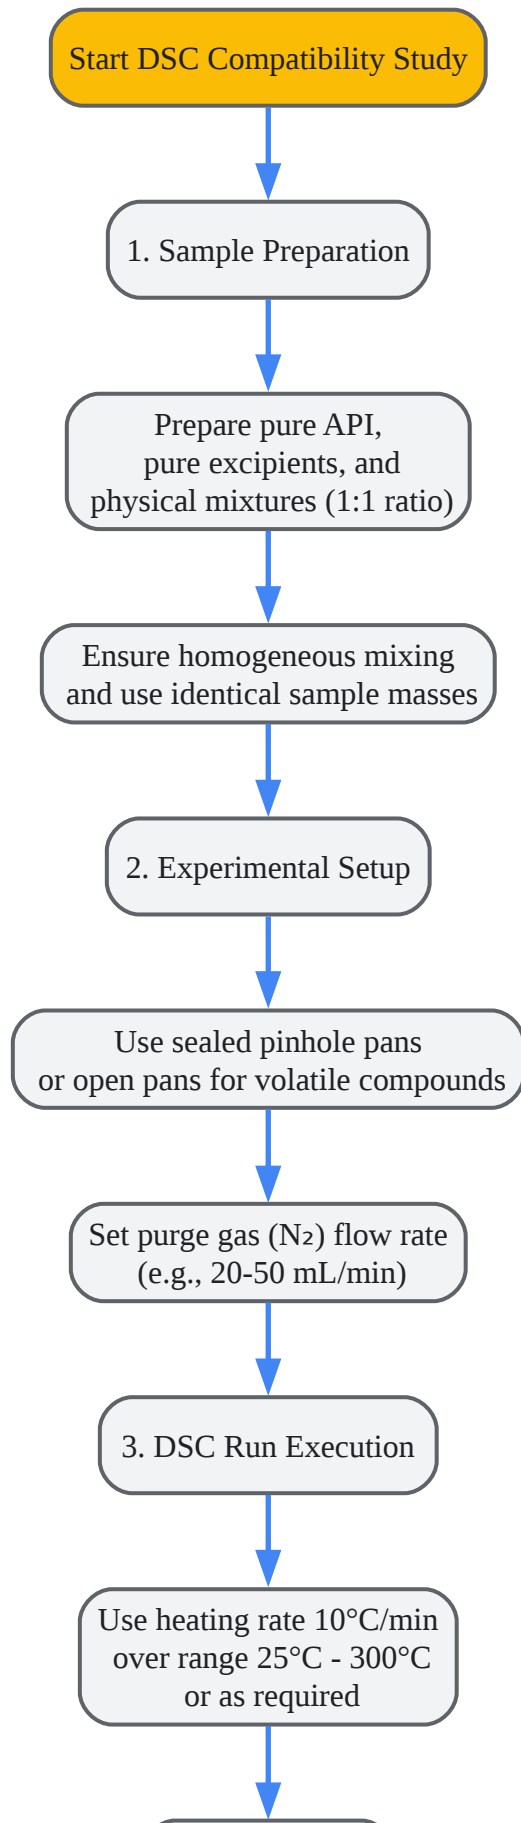 Start DSC Compatibility Study
1. Sample Preparation
Prepare pure API,
pure excipients, and
physical mixtures (1:1 ratio)
Ensure homogeneous mixing
and use identical sample masses
2. Experimental Setup
Use sealed pinhole pans
or open pans for volatile compounds
Set purge gas (N₂) flow rate
(e.g., 20-50 mL/min)
3. DSC Run Execution
Use heating rate 10°C/min
over range 25°C - 300°C
or as required